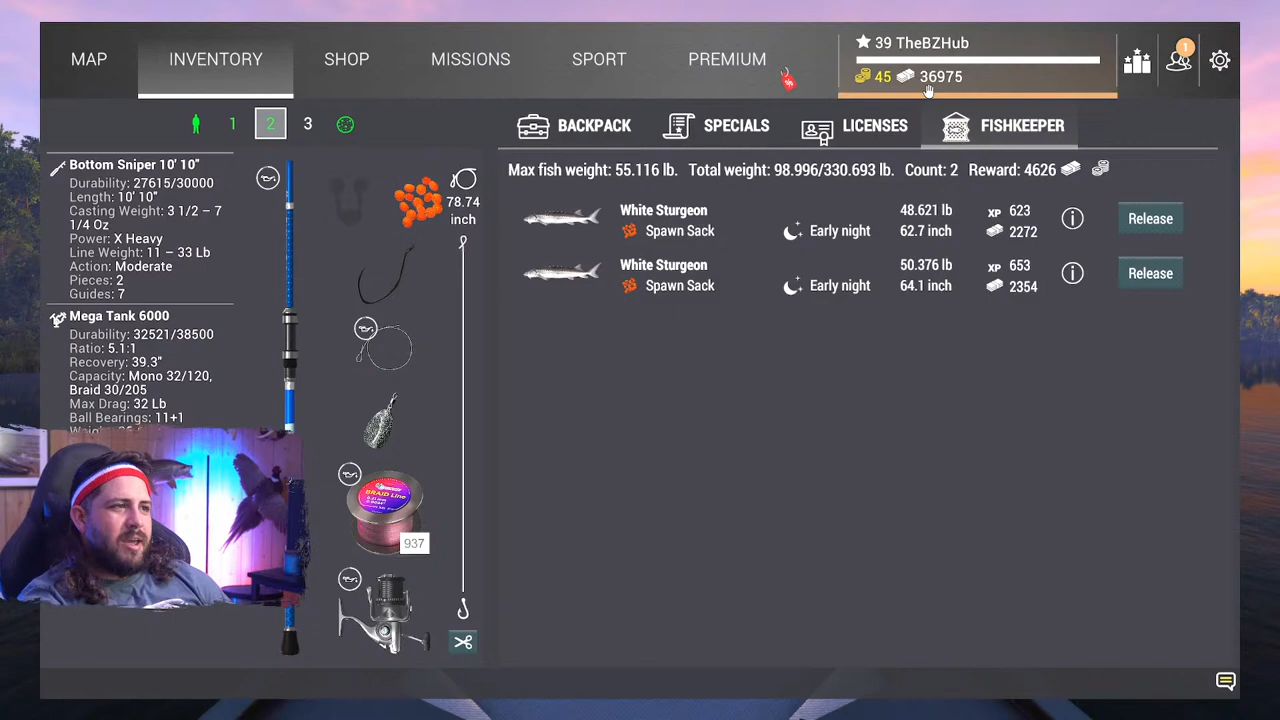 MAP
INVENTORY
SHOP
MISSIONS
SPORT
PREMIUM
%
39 TheBZHub
45 36975
1
1 2 3
BACKPACK
SPECIALS
LICENSES
FISHKEEPER
Bottom Sniper 10' 10"
Durability: 27615/30000
Length: 10' 10"
Casting Weight: 3 1/2 – 7
1/4 Oz
Power: X Heavy
Line Weight: 11 – 33 Lb
Action: Moderate
Pieces: 2
Guides: 7
Mega Tank 6000
Durability: 32521/38500
Ratio: 5.1:1
Recovery: 39.3"
Capacity: Mono 32/120,
Braid 30/205
Max Drag: 32 Lb
Ball Bearings: 11+1
78.74
inch
BRAID Line
937
Max fish weight: 55.116 lb. Total weight: 98.996/330.693 lb. Count: 2 Reward: 4626
White Sturgeon 48.621 lb XP 623
Spawn Sack Early night 62.7 inch 2272
Release
White Sturgeon 50.376 lb XP 653
Spawn Sack Early night 64.1 inch 2354
Release